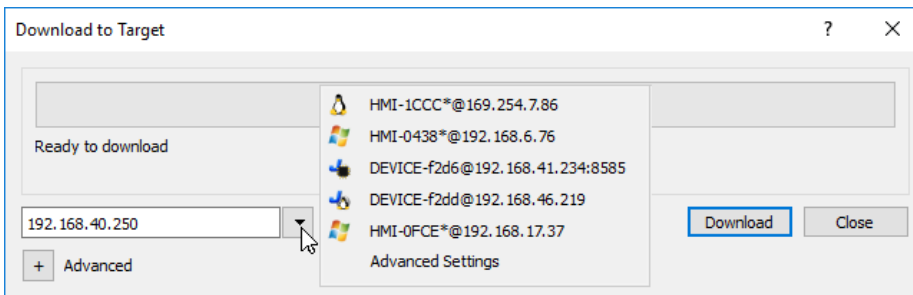 Download to Target
?
Ready to download
HMI-1CCC*@169.254.7.86
HMI-0438*@192.168.6.76
DEVICE-f2d6@192.168.41.234:8585
DEVICE-f2dd@192.168.46.219
HMI-0FCE*@192.168.17.37
Advanced Settings
192.168.40.250
Download
Close
+ Advanced